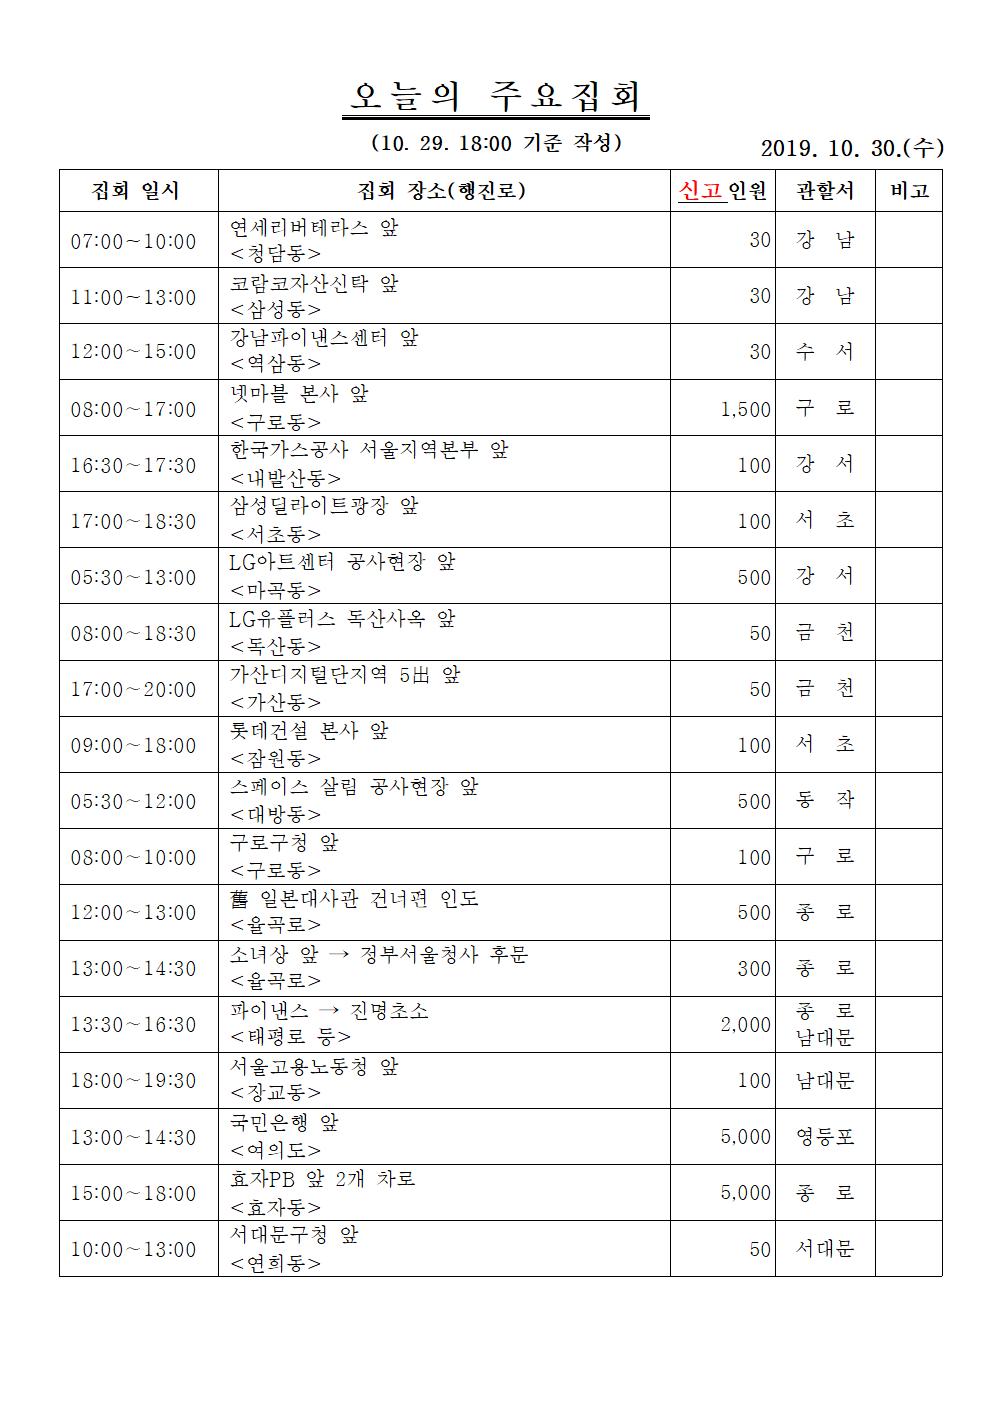 오늘의 주요집회
(10. 29. 18:00 기준 작성)
2019. 10. 30.(수)
집회 일시 집회 장소(행진로) 신고인원 관할서 비고
07:00~10:00 연세리버테라스 앞 30 강 남
<청담동>
11:00~13:00 코람코자산신탁 앞 30 강 남
<삼성동>
12:00~15:00 강남파이낸스센터 앞 30 수 서
<역삼동>
08:00~17:00 넷마블 본사 앞 1,500 구 로
<구로동>
16:30~17:30 한국가스공사 서울지역본부 앞 100 강 서
<내발산동>
17:00~18:30 삼성딜라이트광장 앞 100 서 초
<서초동>
05:30~13:00 LG아트센터 공사현장 앞 500 강 서
<마곡동>
08:00~18:30 LG유플러스 독산사옥 앞 50 금 천
<독산동>
17:00~20:00 가산디지털단지역 5出 앞 50 금 천
<가산동>
09:00~18:00 롯데건설 본사 앞 100 서 초
<잠원동>
05:30~12:00 스페이스 살림 공사현장 앞 500 동 작
<대방동>
08:00~10:00 구로구청 앞 100 구 로
<구로동>
12:00~13:00 舊 일본대사관 건너편 인도 500 종 로
<율곡로>
13:00~14:30 소녀상 앞 → 정부서울청사 후문 300 종 로
<율곡로>
13:30~16:30 파이낸스 → 진명초소 2,000 종 로
<태평로 등> 남대문
18:00~19:30 서울고용노동청 앞 100 남대문
<장교동>
13:00~14:30 국민은행 앞 5,000 영등포
<여의도>
15:00~18:00 효자PB 앞 2개 차로 5,000 종 로
<효자동>
10:00~13:00 서대문구청 앞 50 서대문
<연희동>